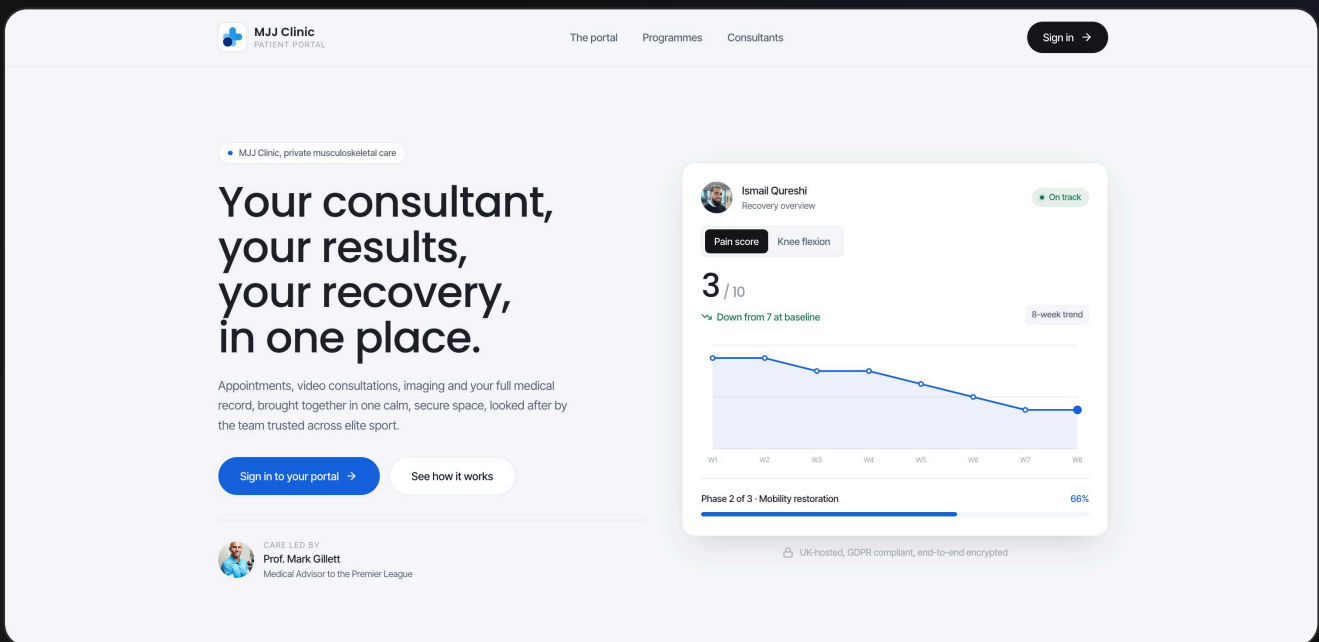 MJJ Clinic
PATIENT PORTAL
The portal
Programmes
Consultants
Sign in
MJJ Clinic, private musculoskeletal care
Your consultant,
your results,
your recovery,
in one place.
Appointments, video consultations, imaging and your full medical
record, brought together in one calm, secure space, looked after by
the team trusted across elite sport.
Sign in to your portal
See how it works
CARE LED BY
Prof. Mark Gillett
Medical Advisor to the Premier League
Ismail Qureshi
Recovery overview
On track
Pain score
Knee flexion
3 / 10
Down from 7 at baseline
8-week trend
W1 W2 W3 W4 W5 W6 W7 W8
Phase 2 of 3 · Mobility restoration
66%
UK-hosted, GDPR compliant, end-to-end encrypted